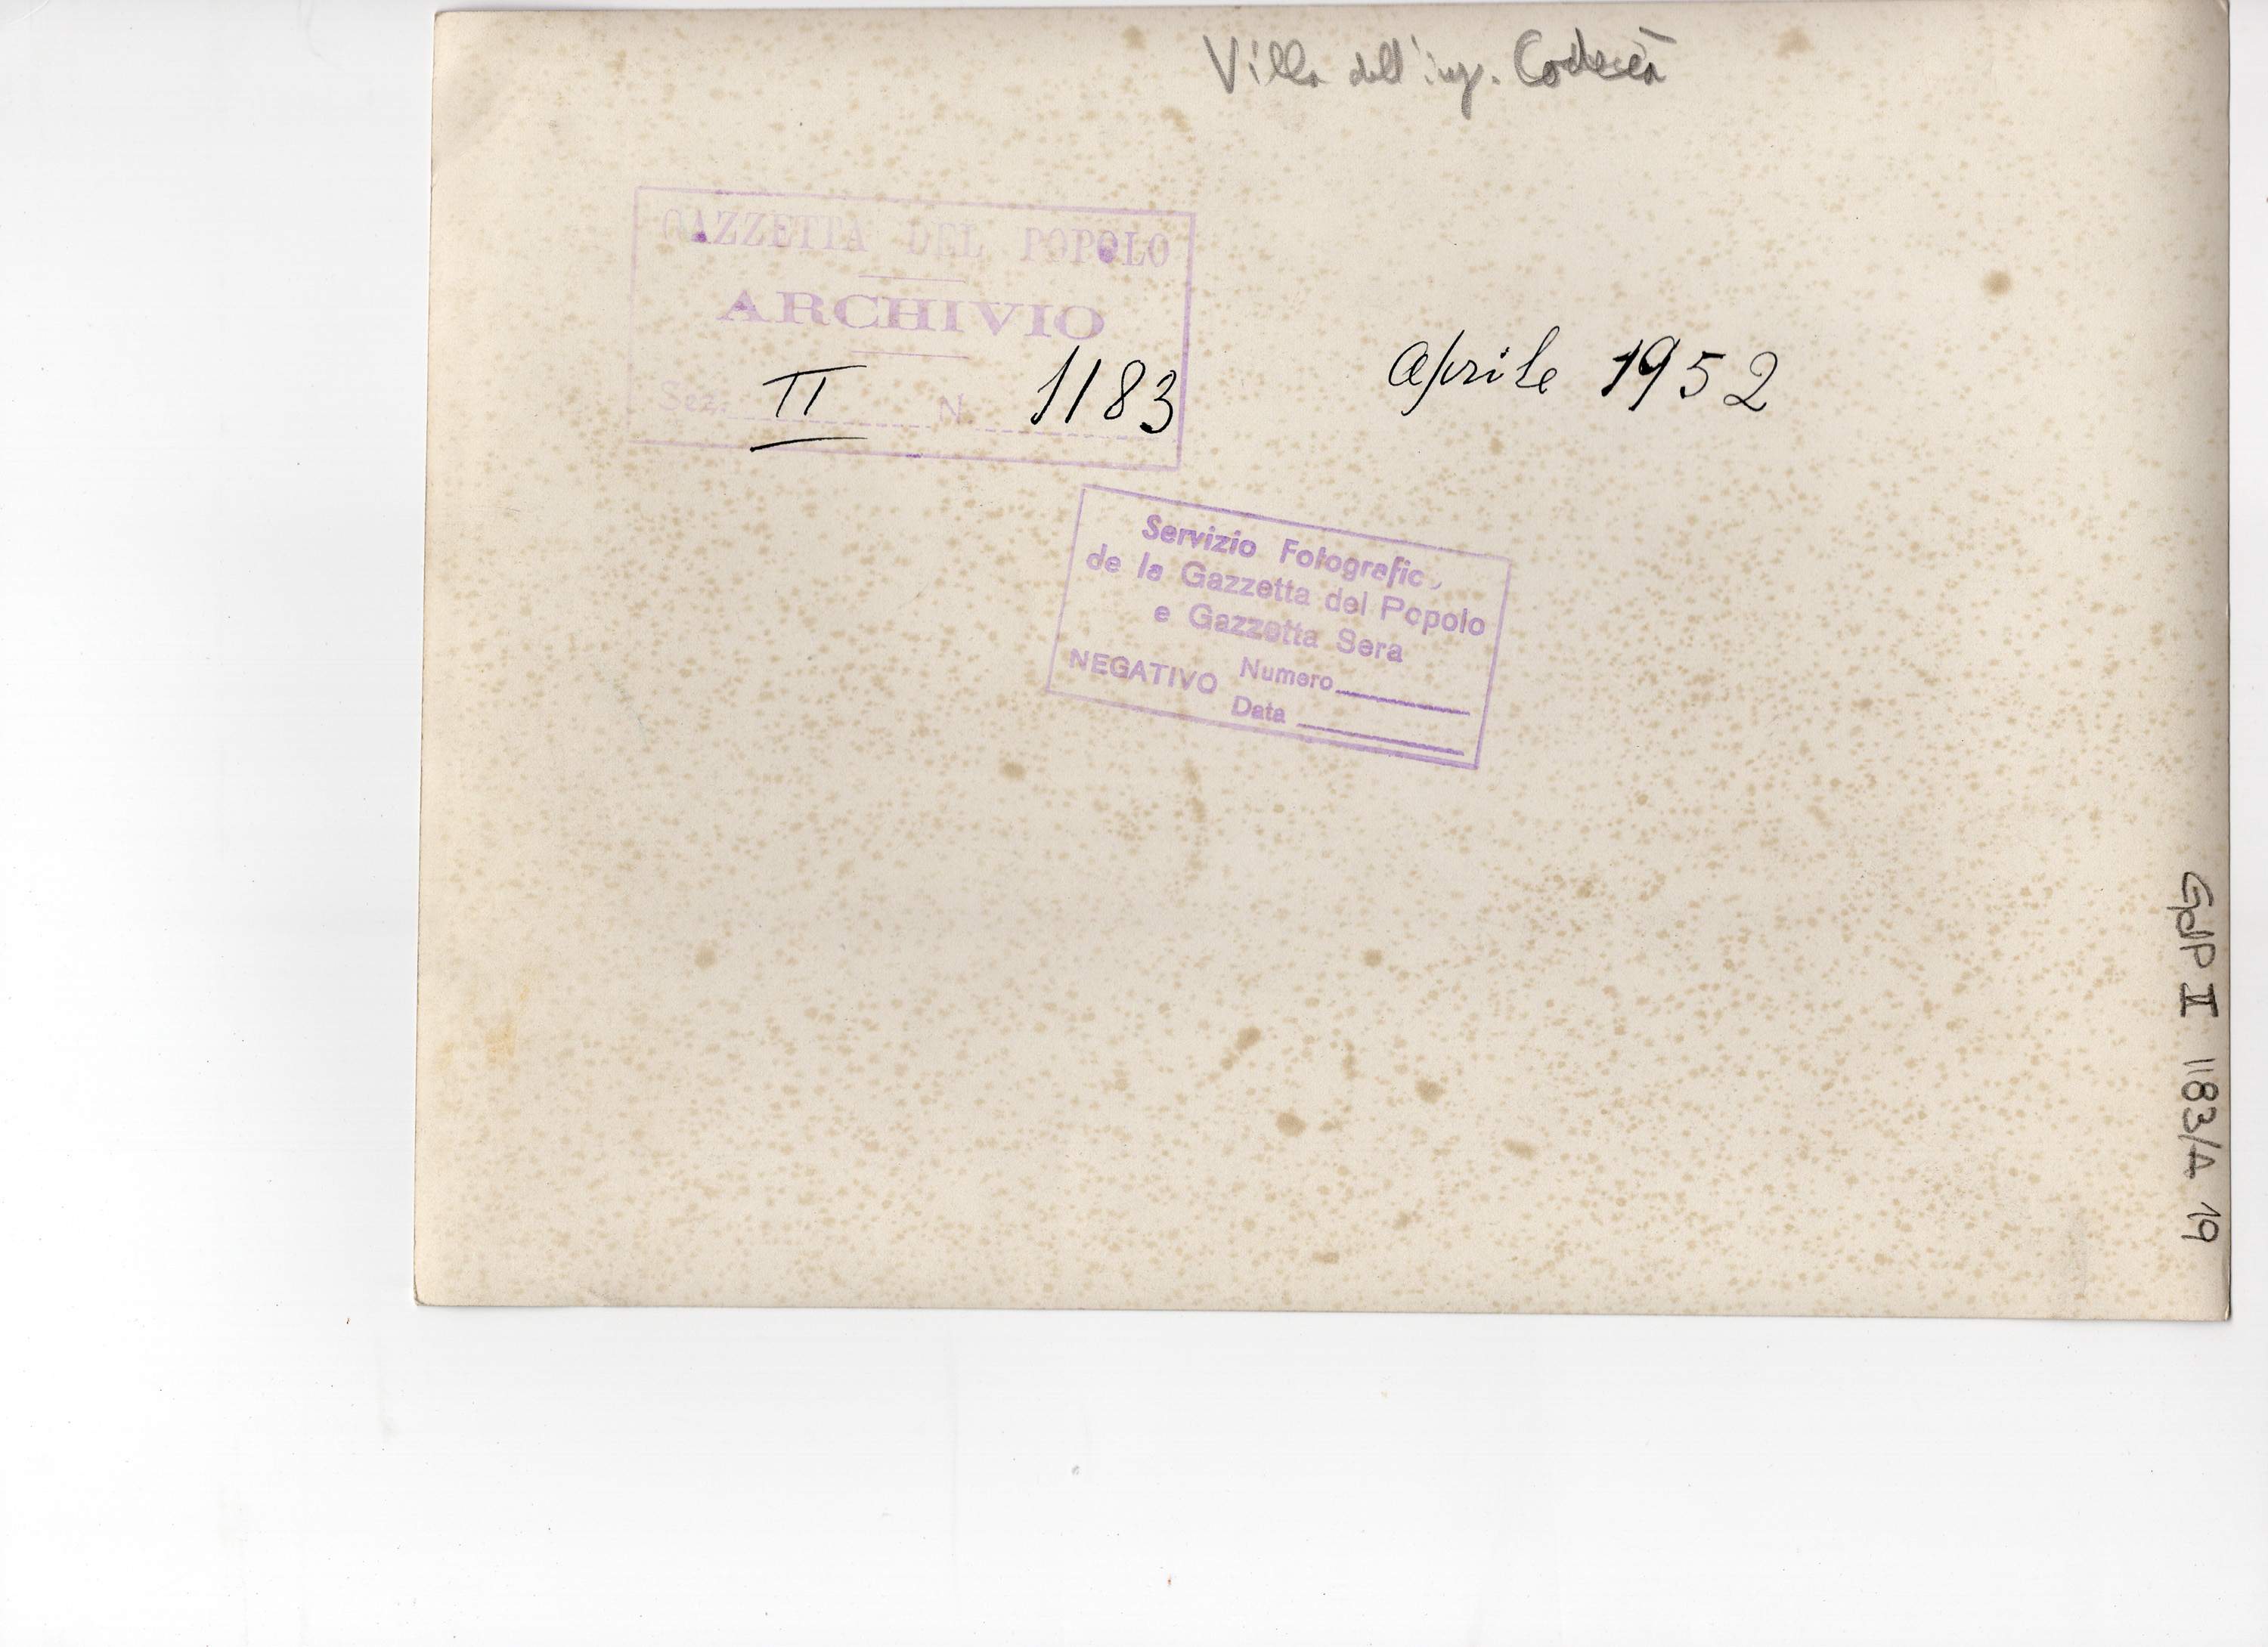 Villa dell'ing. Codecà
GAZZETTA DEL POPOLO
ARCHIVIO
Sez. II N. 1183
aprile 1952
Servizio Fotografico
de la Gazzetta del Popolo
e Gazzetta Sera
NEGATIVO Numero
Data
GdP II 1183/A 19